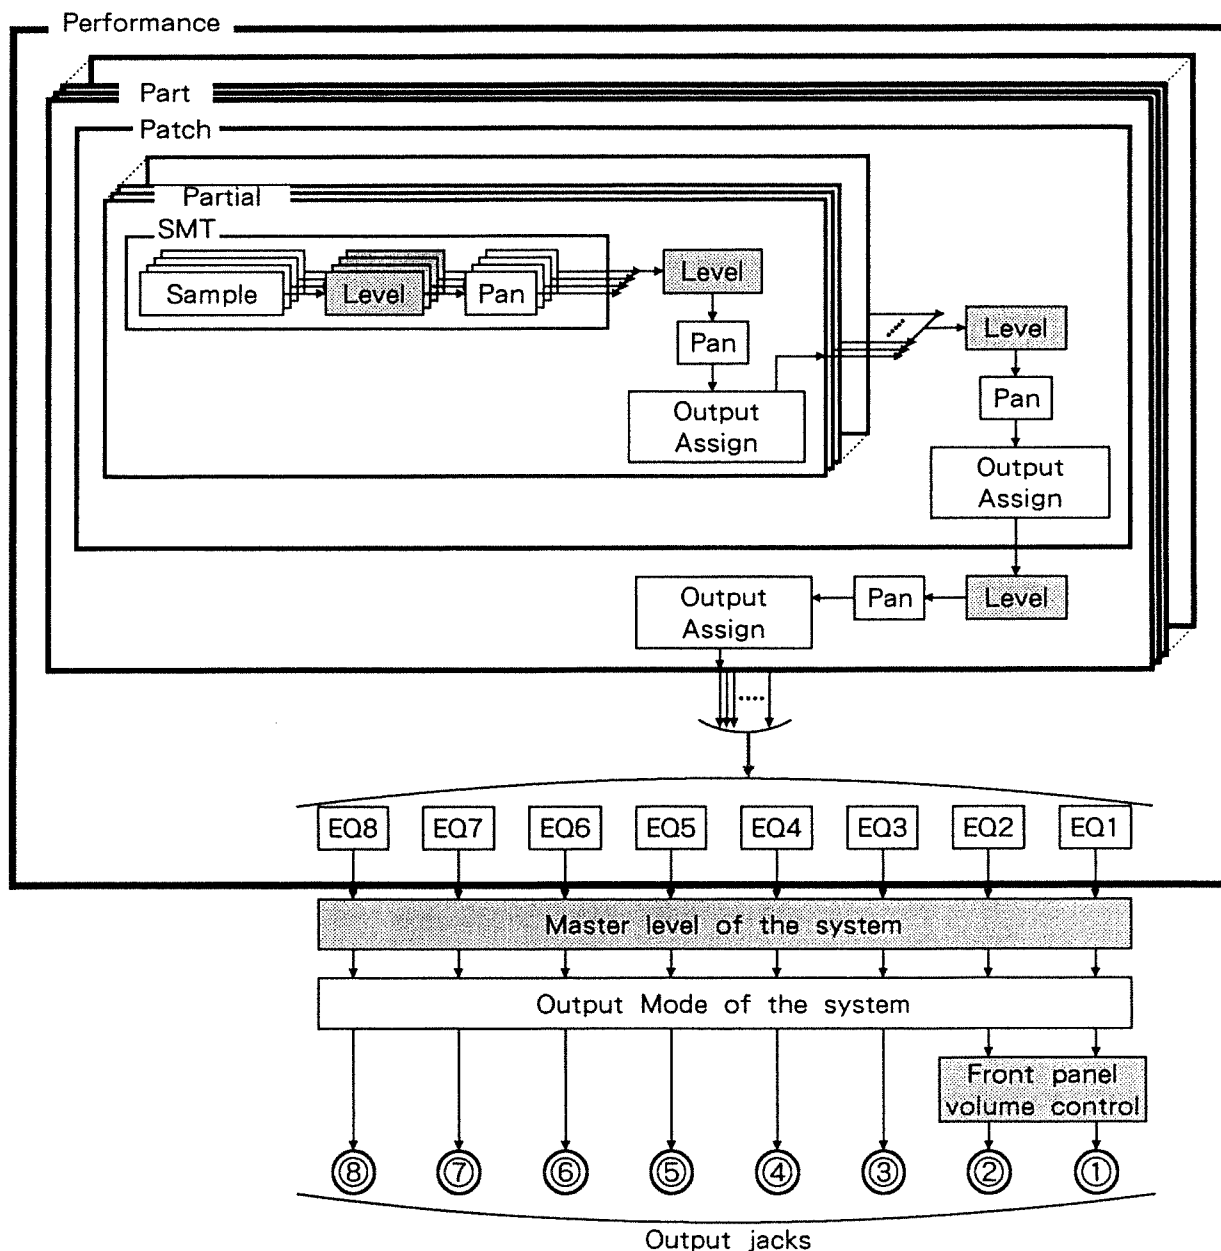 Performance
Part
Patch
Partial
SMT
Sample
Level
Pan
Level
Pan
Output
Assign
Level
Pan
Output
Assign
Output
Assign
Pan
Level
EQ8
EQ7
EQ6
EQ5
EQ4
EQ3
EQ2
EQ1
Master level of the system
Output Mode of the system
Front panel
volume control
⑧
⑦
⑥
⑤
④
③
②
①
Output jacks